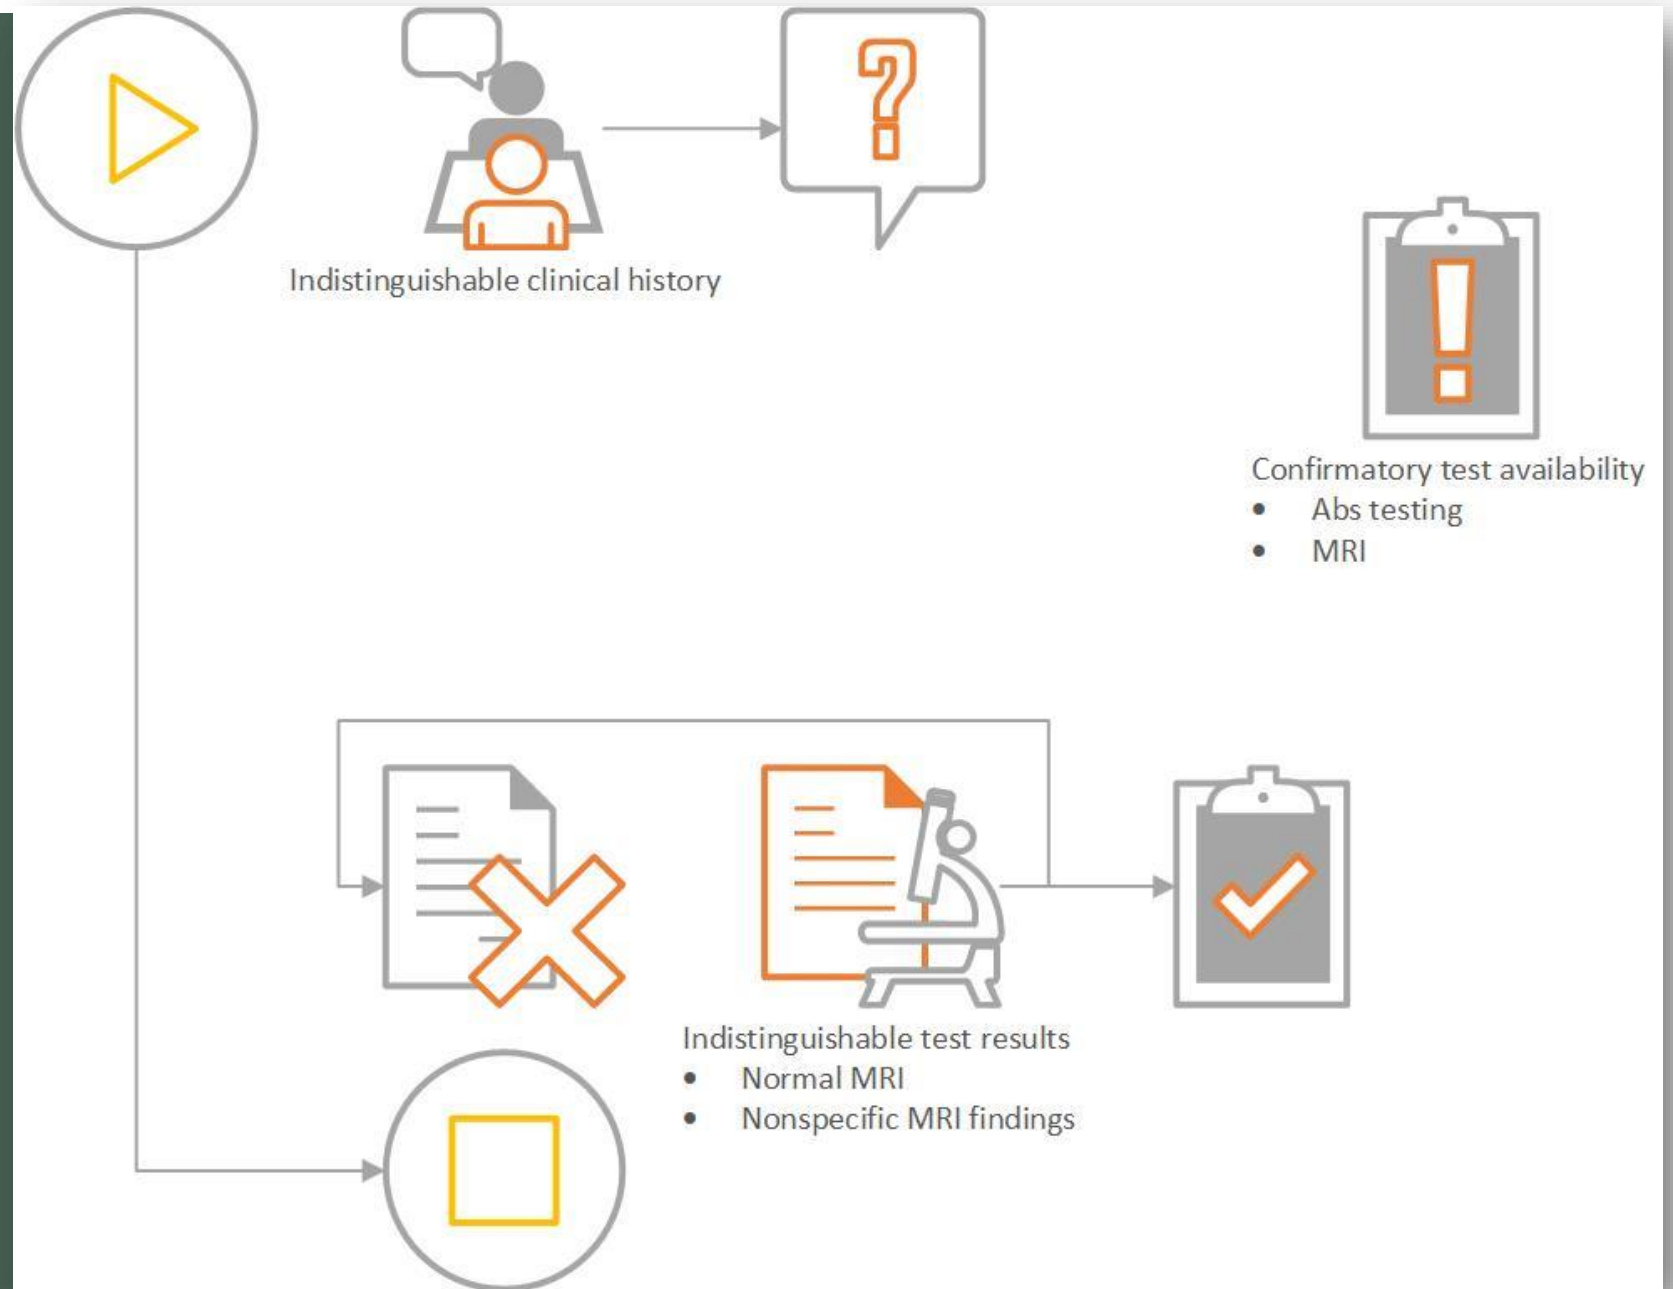 Indistinguishable clinical history
Confirmatory test availability
• Abs testing
• MRI
Indistinguishable test results
• Normal MRI
• Nonspecific MRI findings